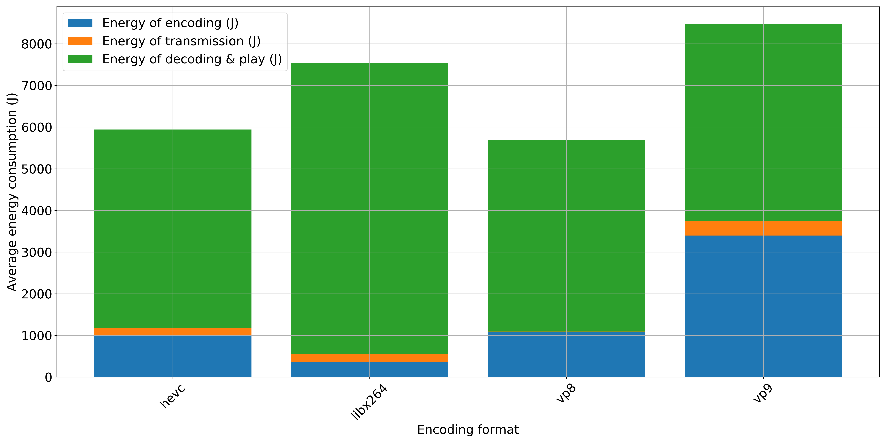 Energy of encoding (J)
Energy of transmission (J)
Energy of decoding & play (J)
Average energy consumption (J)
8000
7000
6000
5000
4000
3000
2000
1000
0
hevc
libx264
vp8
vp9
Encoding format